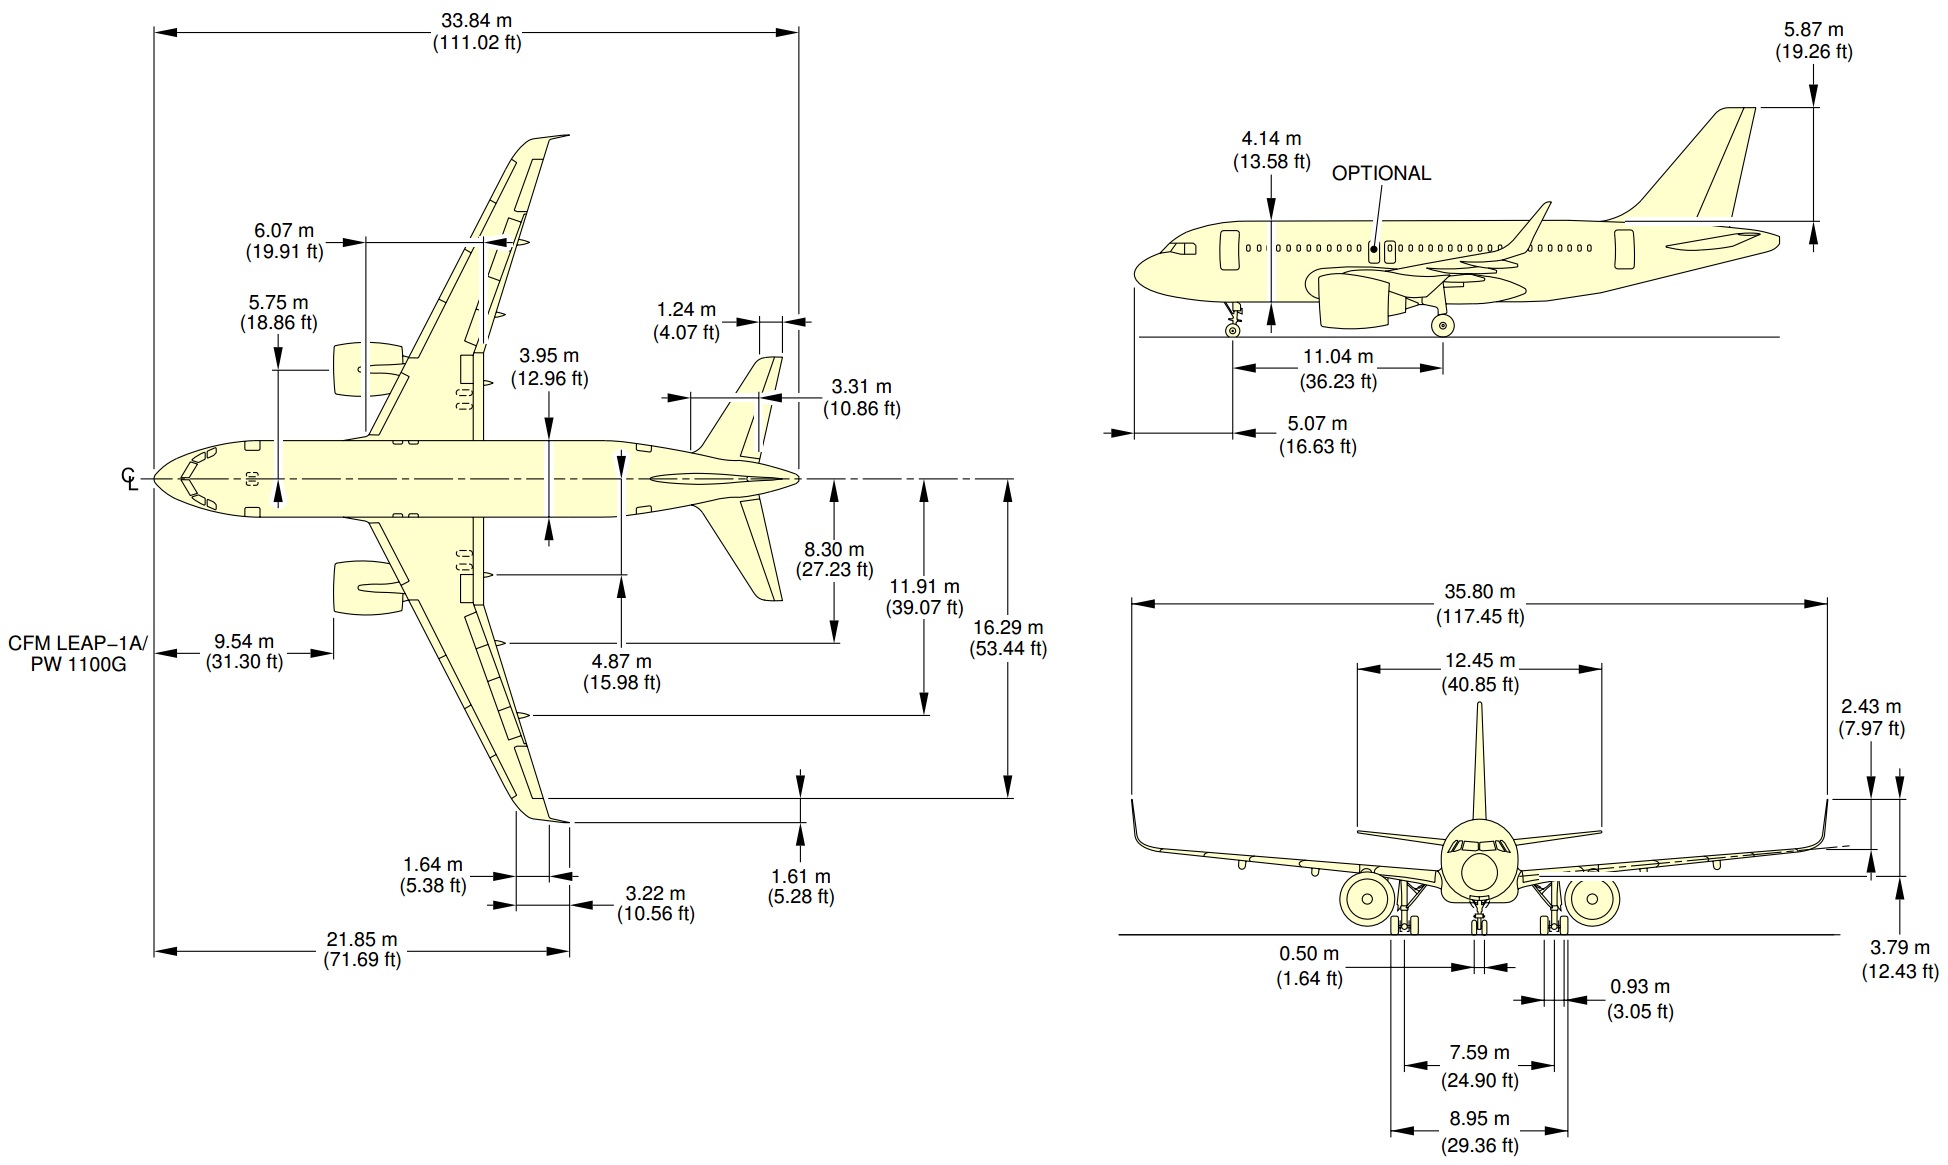 33.84 m
(111.02 ft)
6.07 m
(19.91 ft)
5.75 m
(18.86 ft)
3.95 m
(12.96 ft)
1.24 m
(4.07 ft)
3.31 m
(10.86 ft)
CL
8.30 m
(27.23 ft)
11.91 m
(39.07 ft)
16.29 m
(53.44 ft)
CFM LEAP–1A/
PW 1100G
9.54 m
(31.30 ft)
4.87 m
(15.98 ft)
1.64 m
(5.38 ft)
3.22 m
(10.56 ft)
1.61 m
(5.28 ft)
21.85 m
(71.69 ft)
5.87 m
(19.26 ft)
4.14 m
(13.58 ft)
OPTIONAL
11.04 m
(36.23 ft)
5.07 m
(16.63 ft)
35.80 m
(117.45 ft)
12.45 m
(40.85 ft)
2.43 m
(7.97 ft)
3.79 m
(12.43 ft)
0.50 m
(1.64 ft)
0.93 m
(3.05 ft)
7.59 m
(24.90 ft)
8.95 m
(29.36 ft)